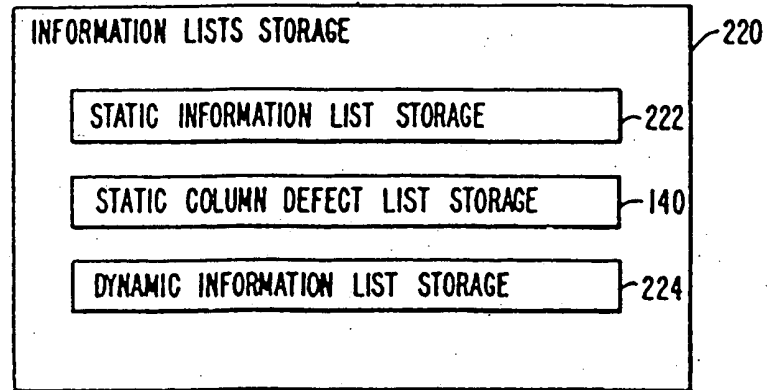 INFORMATION LISTS STORAGE
220
STATIC INFORMATION LIST STORAGE
222
STATIC COLUMN DEFECT LIST STORAGE
140
DYNAMIC INFORMATION LIST STORAGE
224